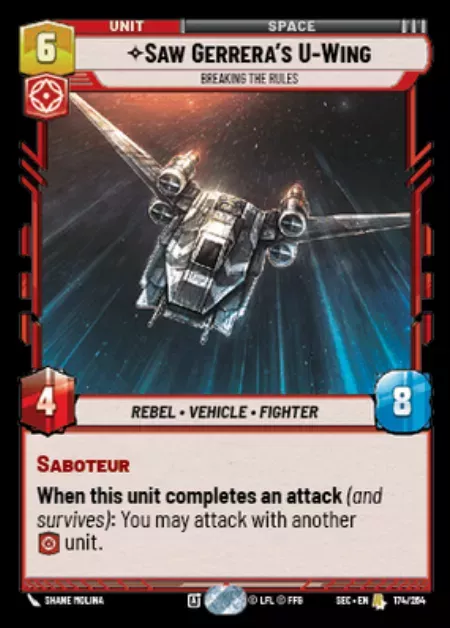 UNIT SPACE
6
SAW GERRERA'S U-WING
BREAKING THE RULES
4
REBEL • VEHICLE • FIGHTER
8
SABOTEUR
When this unit completes an attack (and
survives): You may attack with another
unit.
SHANE MOLINA © LFL © FFG SEC • EN 174/264